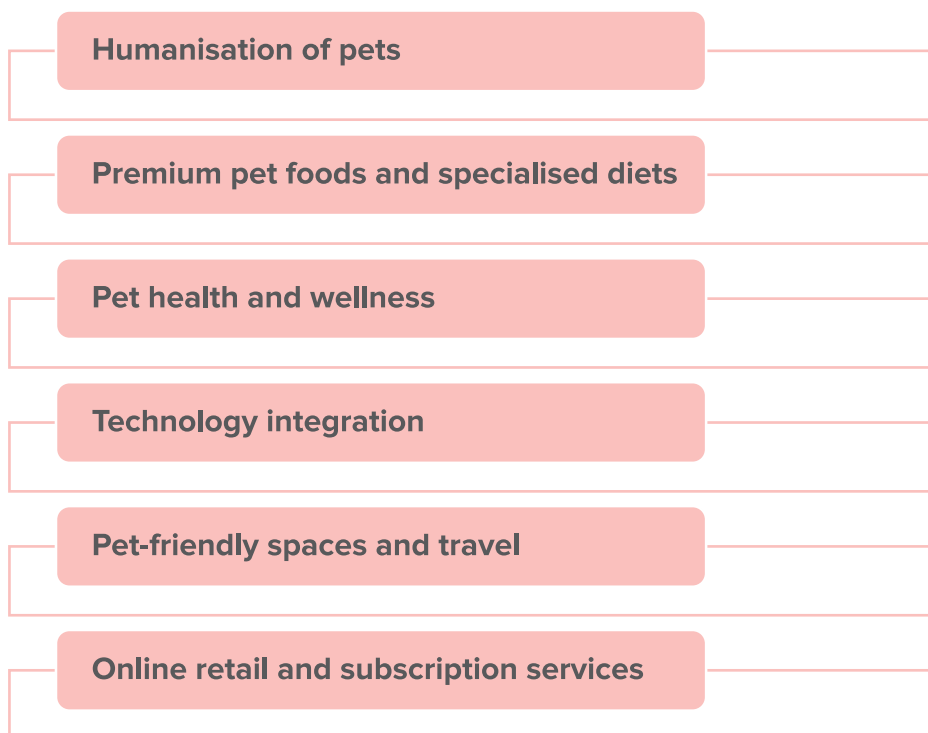 Humanisation of pets
Premium pet foods and specialised diets
Pet health and wellness
Technology integration
Pet-friendly spaces and travel
Online retail and subscription services